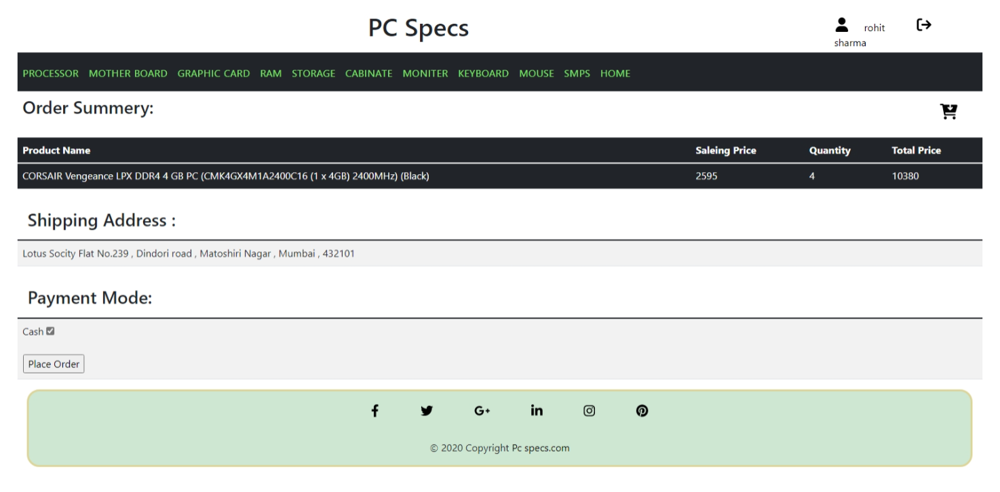 PC Specs
rohit
sharma
PROCESSOR MOTHER BOARD GRAPHIC CARD RAM STORAGE CABINATE MONITER KEYBOARD MOUSE SMPS HOME
Order Summery:
Product Name Saleing Price Quantity Total Price
CORSAIR Vengeance LPX DDR4 4 GB PC (CMK4GX4M1A2400C16 (1 x 4GB) 2400MHz) (Black) 2595 4 10380
Shipping Address :
Lotus Socity Flat No.239 , Dindori road , Matoshiri Nagar , Mumbai , 432101
Payment Mode:
Cash
Place Order
© 2020 Copyright Pc specs.com